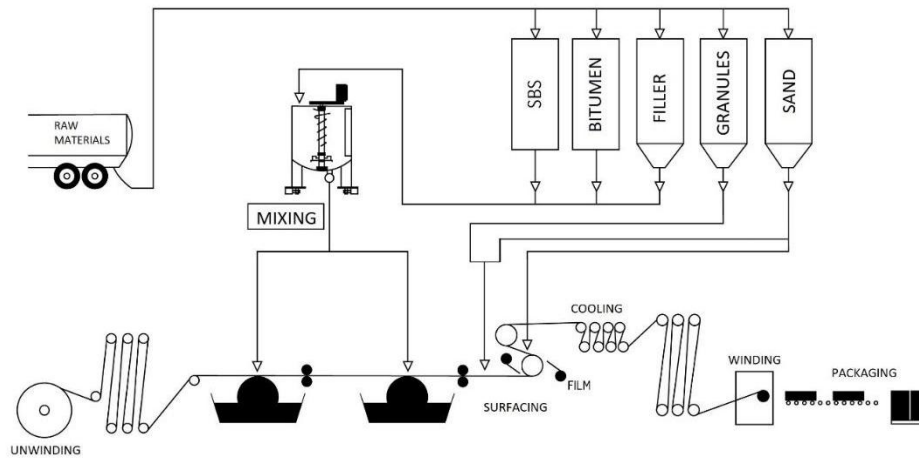 RAW
MATERIALS
SBS
BITUMEN
FILLER
GRANULES
SAND
MIXING
COOLING
WINDING
PACKAGING
FILM
SURFACING
UNWINDING